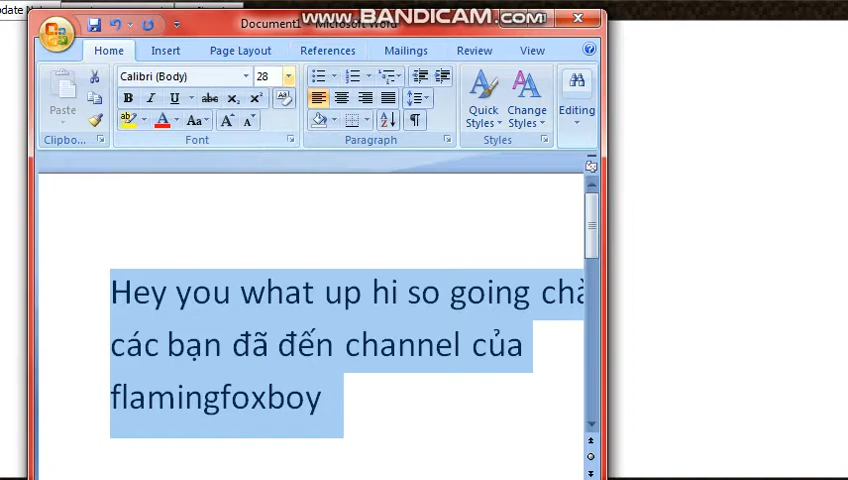 WWW.BANDICAM.COM
Document1
Home Insert Page Layout References Mailings Review View
Calibri (Body) 28
Paste
Quick Styles
Change Styles
Editing
Clipbo... Font Paragraph Styles
Hey you what up hi so going
các bạn đã đến channel của
flamingfoxboy